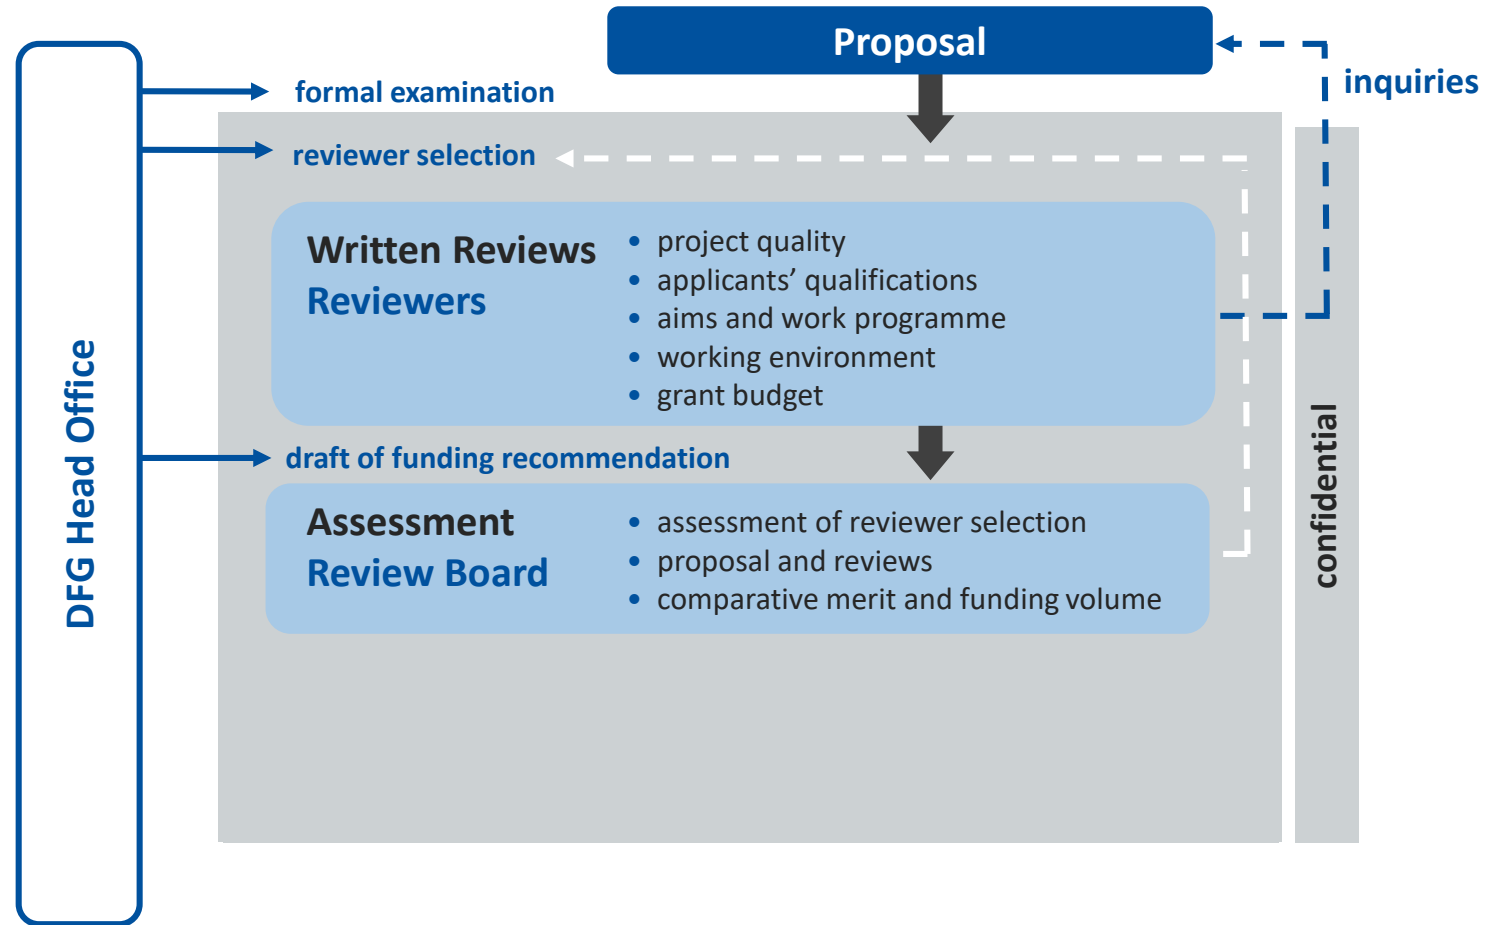 Proposal
inquiries
formal examination
reviewer selection
Written Reviews
Reviewers
• project quality
• applicants’ qualifications
• aims and work programme
• working environment
• grant budget
DFG Head Office
confidential
draft of funding recommendation
Assessment
Review Board
• assessment of reviewer selection
• proposal and reviews
• comparative merit and funding volume